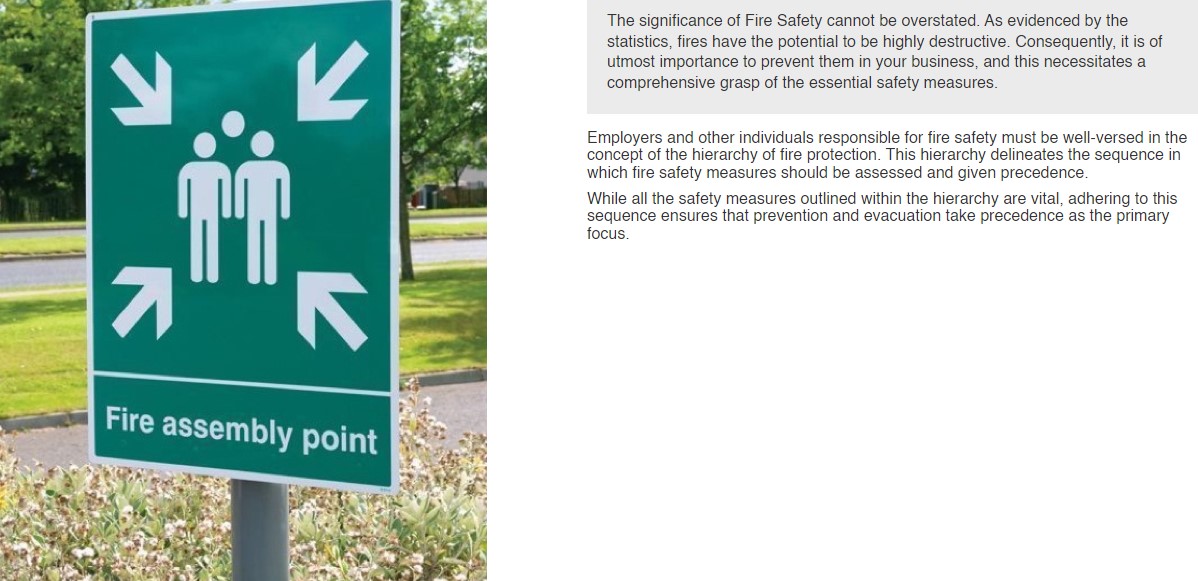 Fire assembly point
The significance of Fire Safety cannot be overstated. As evidenced by the
statistics, fires have the potential to be highly destructive. Consequently, it is of
utmost importance to prevent them in your business, and this necessitates a
comprehensive grasp of the essential safety measures.
Employers and other individuals responsible for fire safety must be well-versed in the
concept of the hierarchy of fire protection. This hierarchy delineates the sequence in
which fire safety measures should be assessed and given precedence.
While all the safety measures outlined within the hierarchy are vital, adhering to this
sequence ensures that prevention and evacuation take precedence as the primary
focus.